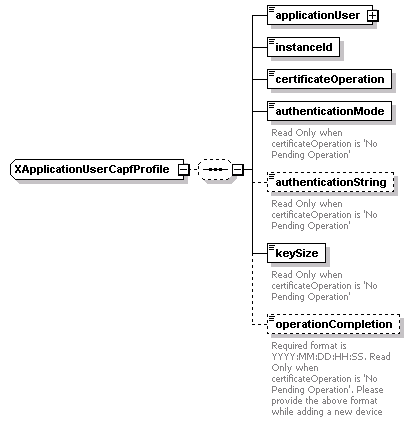 applicationUser
instanceId
certificateOperation
authenticationMode
Read Only when
certificateOperation is 'No
Pending Operation'
XApplicationUserCapfProfile
authenticationString
Read Only when
certificateOperation is 'No
Pending Operation'
keySize
Read Only when
certificateOperation is 'No
Pending Operation'
operationCompletion
Required format is
YYYY:MM:DD:HH:SS. Read
Only when
certificateOperation is 'No
Pending Operation'. Please
provide the above format
while adding a new device